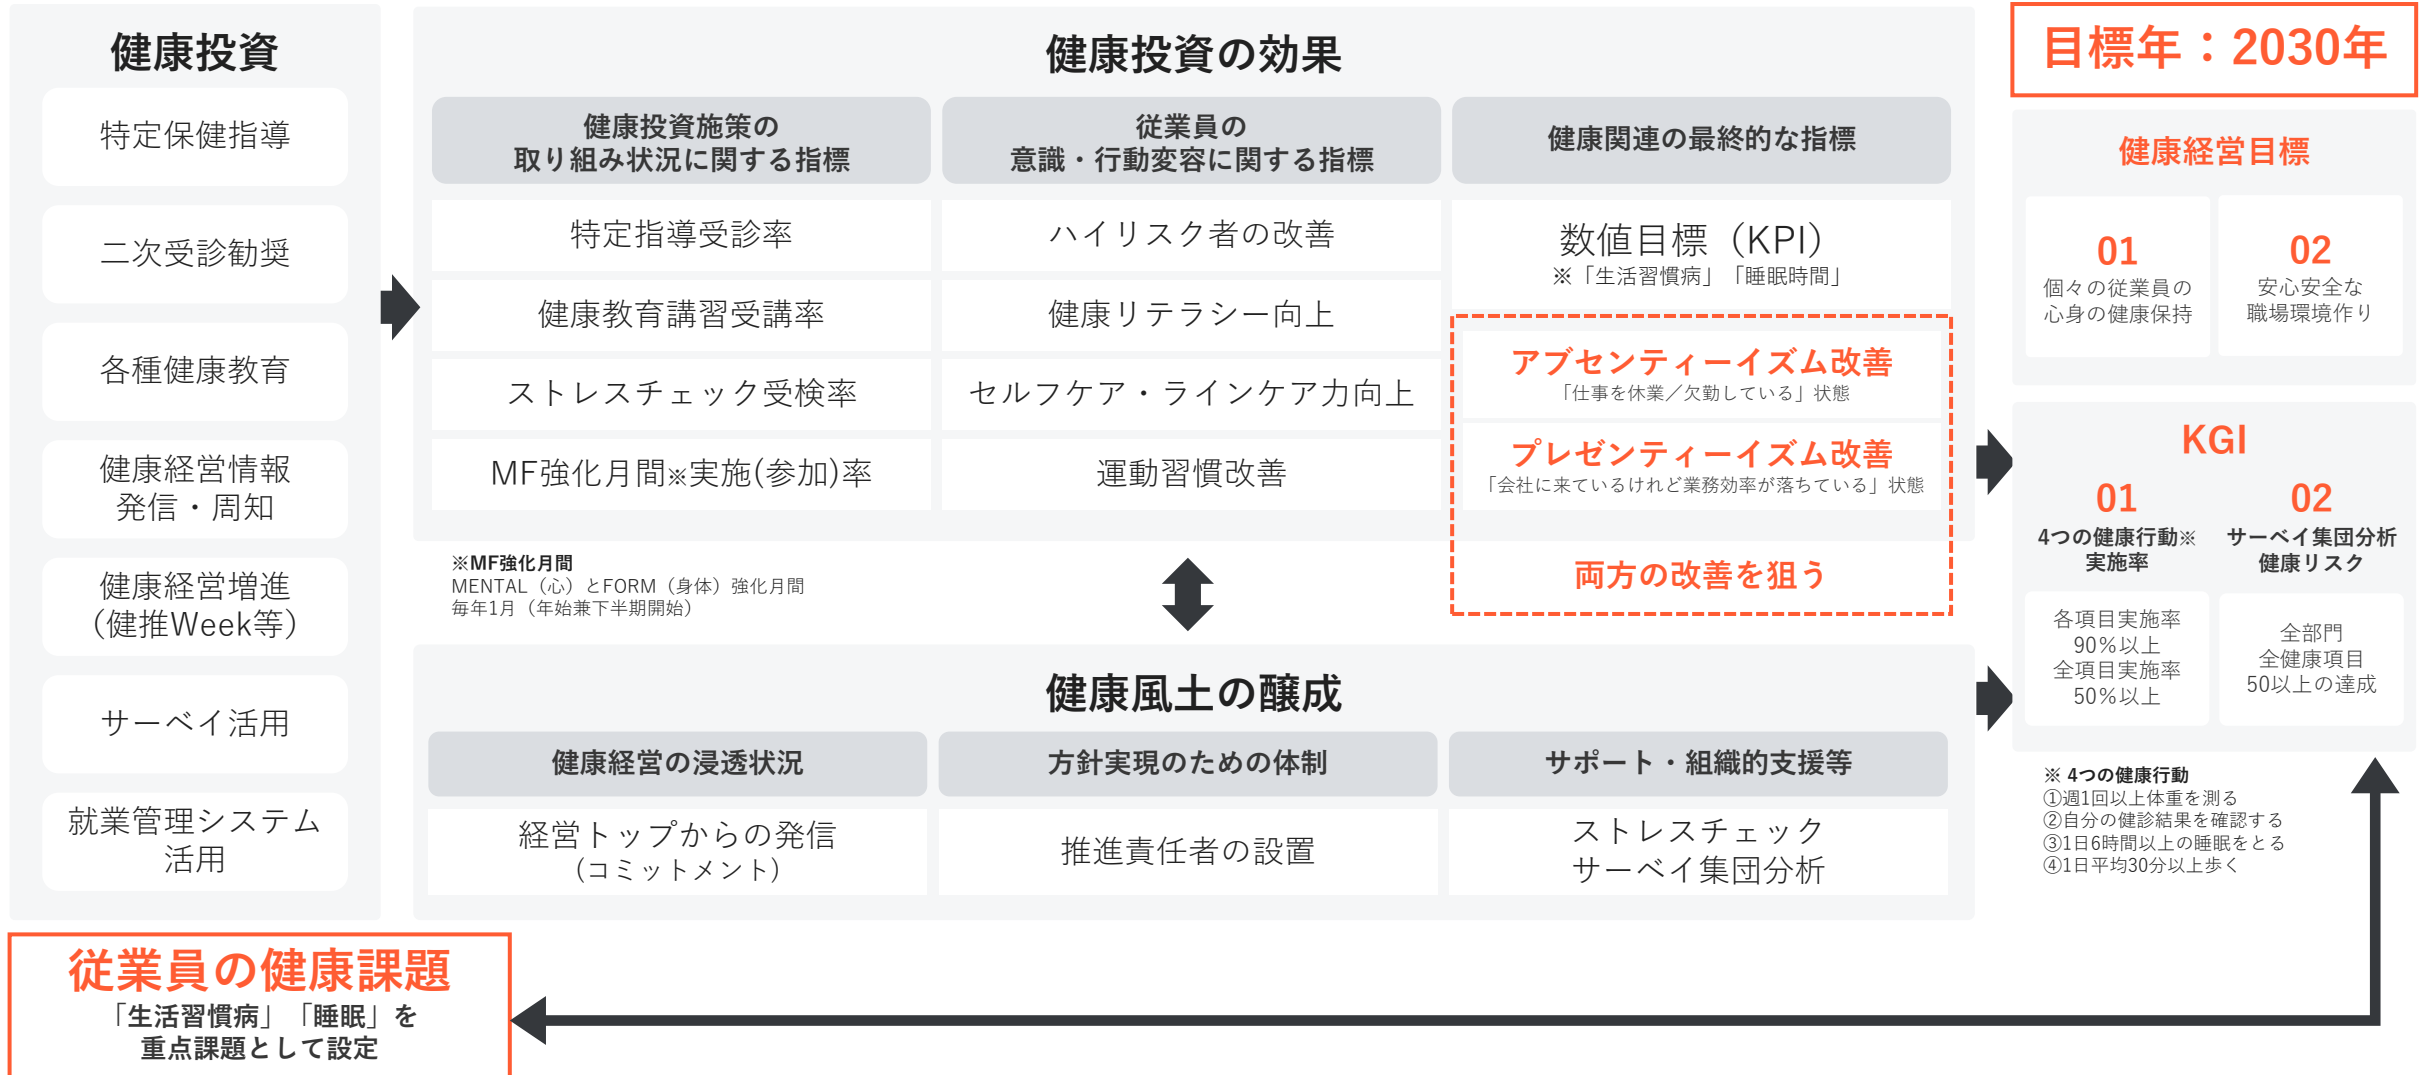 健康投資
特定保健指導
二次受診勧奨
各種健康教育
健康経営情報
発信・周知
健康経営増進
（健推Week等）
サーベイ活用
就業管理システム
活用
健康投資の効果
健康投資施策の
取り組み状況に関する指標
特定指導受診率
健康教育講習受講率
ストレスチェック受検率
MF強化月間※実施(参加)率
従業員の
意識・行動変容に関する指標
ハイリスク者の改善
健康リテラシー向上
セルフケア・ラインケア力向上
運動習慣改善
健康関連の最終的な指標
数値目標（KPI）
※「生活習慣病」「睡眠時間」
アブセンティーイズム改善
「仕事を休業／欠勤している」状態
プレゼンティーイズム改善
「会社に来ているけれど業務効率が落ちている」状態
両方の改善を狙う
※MF強化月間
MENTAL（心）とFORM（身体）強化月間
毎年1月（年始兼下半期開始）
健康風土の醸成
健康経営の浸透状況
経営トップからの発信
（コミットメント）
方針実現のための体制
推進責任者の設置
サポート・組織的支援等
ストレスチェック
サーベイ集団分析
目標年：2030年
健康経営目標
01
個々の従業員の
心身の健康保持
02
安心安全な
職場環境作り
KGI
01
4つの健康行動※
実施率
各項目実施率
90％以上
全項目実施率
50％以上
02
サーベイ集団分析
健康リスク
全部門
全健康項目
50以上の達成
※ 4つの健康行動
①週1回以上体重を測る
②自分の健診結果を確認する
③1日6時間以上の睡眠をとる
④1日平均30分以上歩く
従業員の健康課題
「生活習慣病」「睡眠」を
重点課題として設定